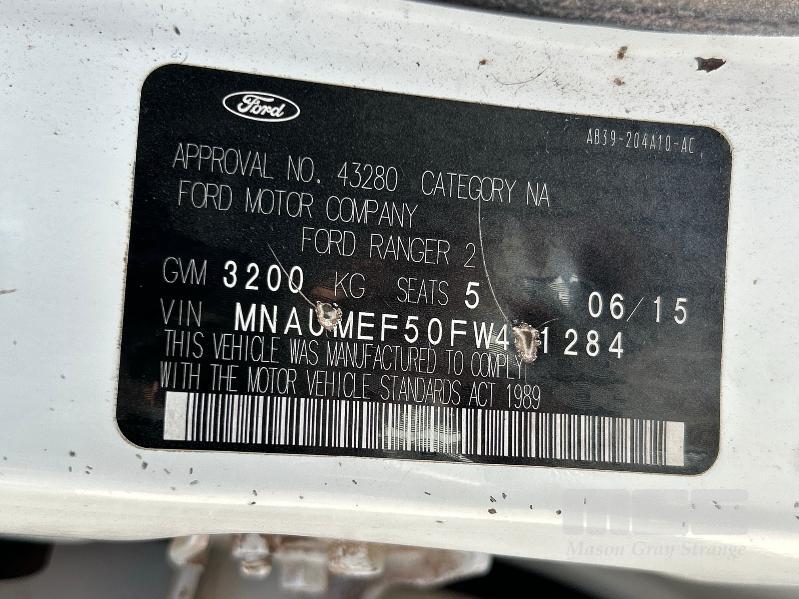 Ford
AB39-204A10-AC
APPROVAL NO. 43280 CATEGORY NA
FORD MOTOR COMPANY
FORD RANGER 2
GVM 3200 KG SEATS 5 06/15
VIN
THIS VEHICLE WAS MANUFACTURED TO COMPLY
WITH THE MOTOR VEHICLE STANDARDS ACT 1989
MSG
Mason Gray Strange